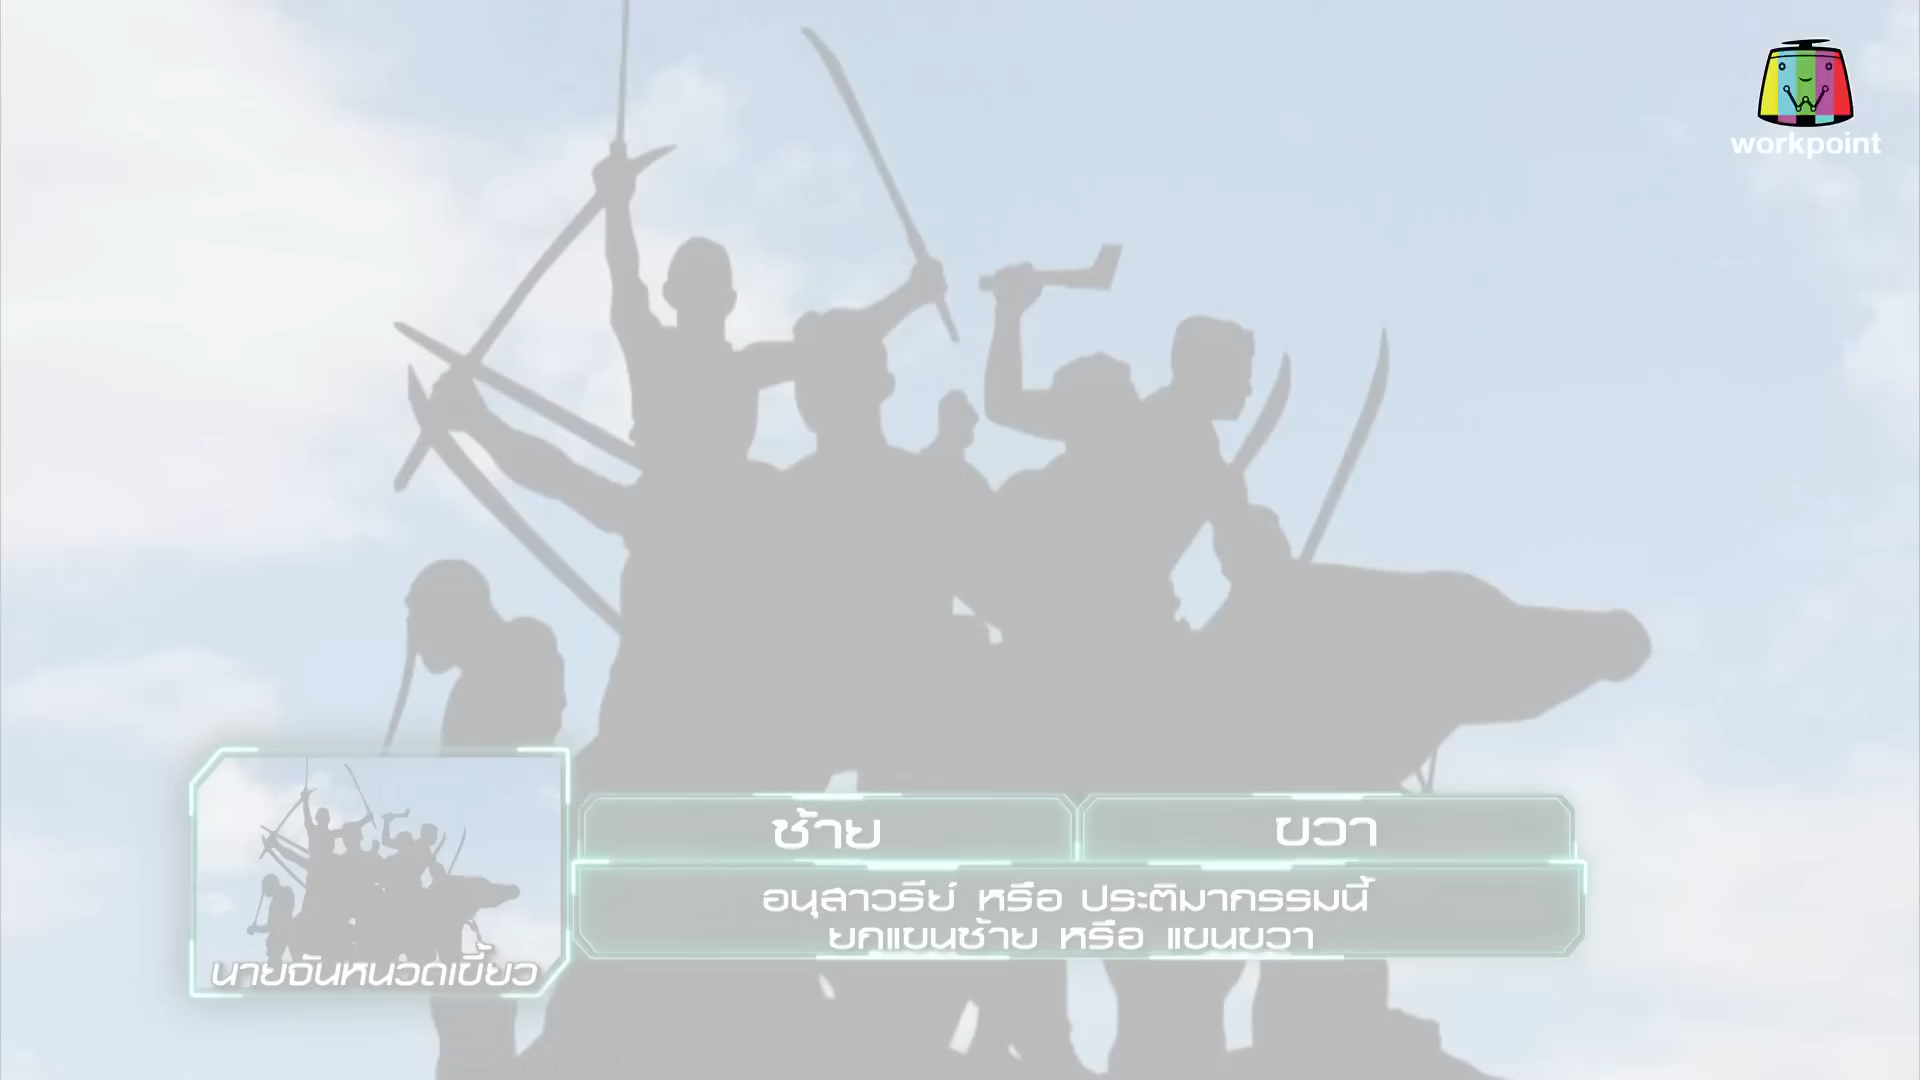 workpoint
ซ้าย
ขวา
อนุสาวรีย์ หรือ ประติมากรรมนี้
ยกแขนซ้าย หรือ แขนขวา
นายจันหนวดเขี้ยว